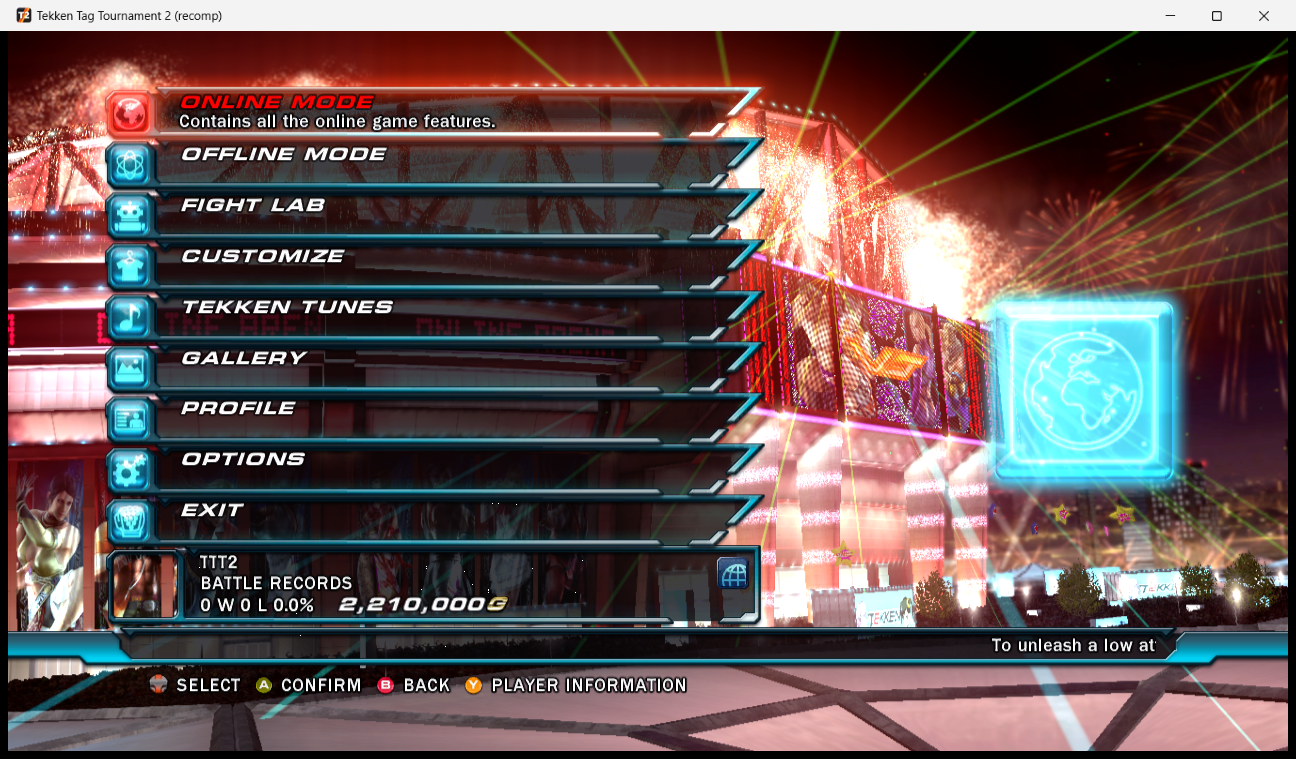 Tekken Tag Tournament 2 (recomp)
ONLINE MODE
Contains all the online game features.
OFFLINE MODE
FIGHT LAB
CUSTOMIZE
TEKKEN TUNES
GALLERY
PROFILE
OPTIONS
EXIT
TTT2
BATTLE RECORDS
0 W 0 L 0.0% 2,210,000G
TEKKEN
To unleash a low at
SELECT A CONFIRM B BACK Y PLAYER INFORMATION